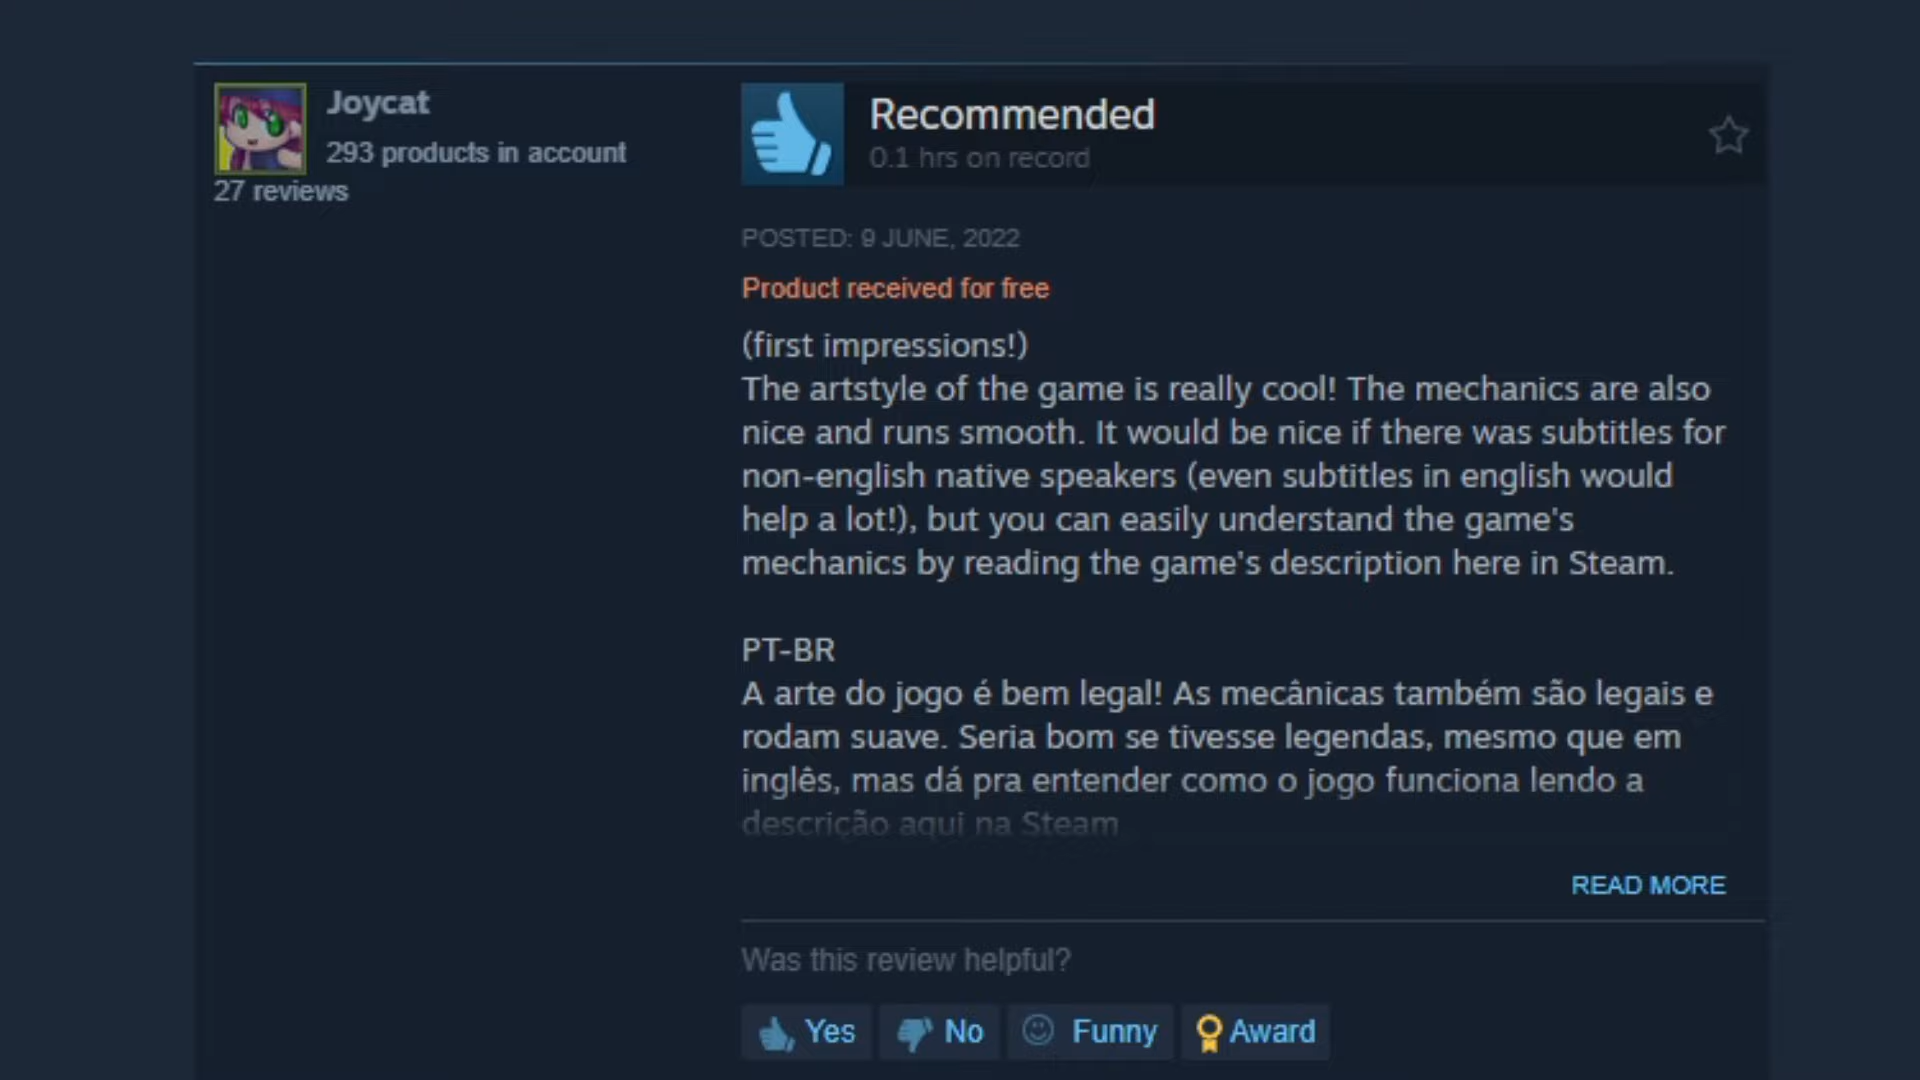 Joycat
293 products in account
27 reviews
Recommended
0.1 hrs on record
POSTED: 9 JUNE, 2022
Product received for free
(first impressions!)
The artstyle of the game is really cool! The mechanics are also
nice and runs smooth. It would be nice if there was subtitles for
non-english native speakers (even subtitles in english would
help a lot!), but you can easily understand the game's
mechanics by reading the game's description here in Steam.
PT-BR
A arte do jogo é bem legal! As mecânicas também são legais e
rodam suave. Seria bom se tivesse legendas, mesmo que em
inglês, mas dá pra entender como o jogo funciona lendo a
descrição aqui na Steam
READ MORE
Was this review helpful?
Yes No Funny Award